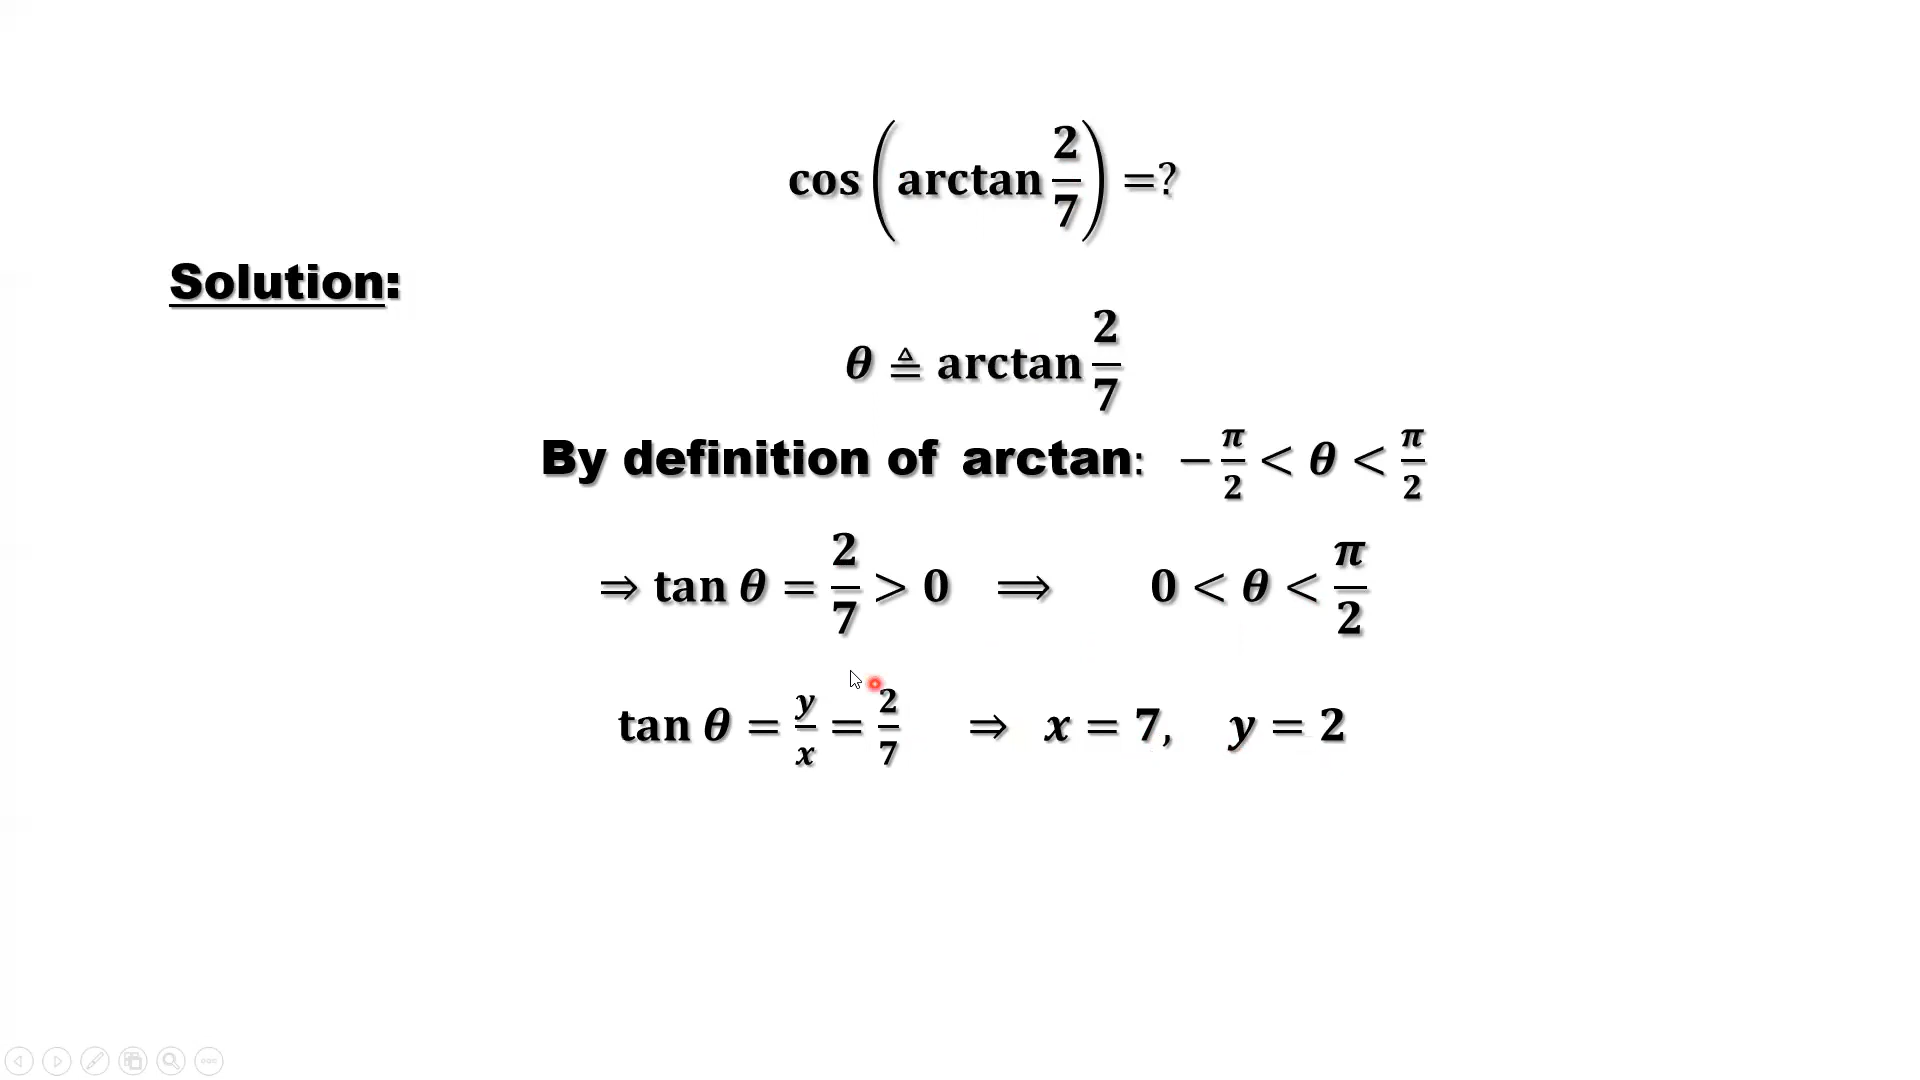 cos(arctan 2/7) =?
Solution:
θ ≜ arctan 2/7
By definition of arctan: −π/2 < θ < π/2
⇒ tan θ = 2/7 > 0 ⟹ 0 < θ < π/2
tan θ = y/x = 2/7 ⇒ x = 7, y = 2